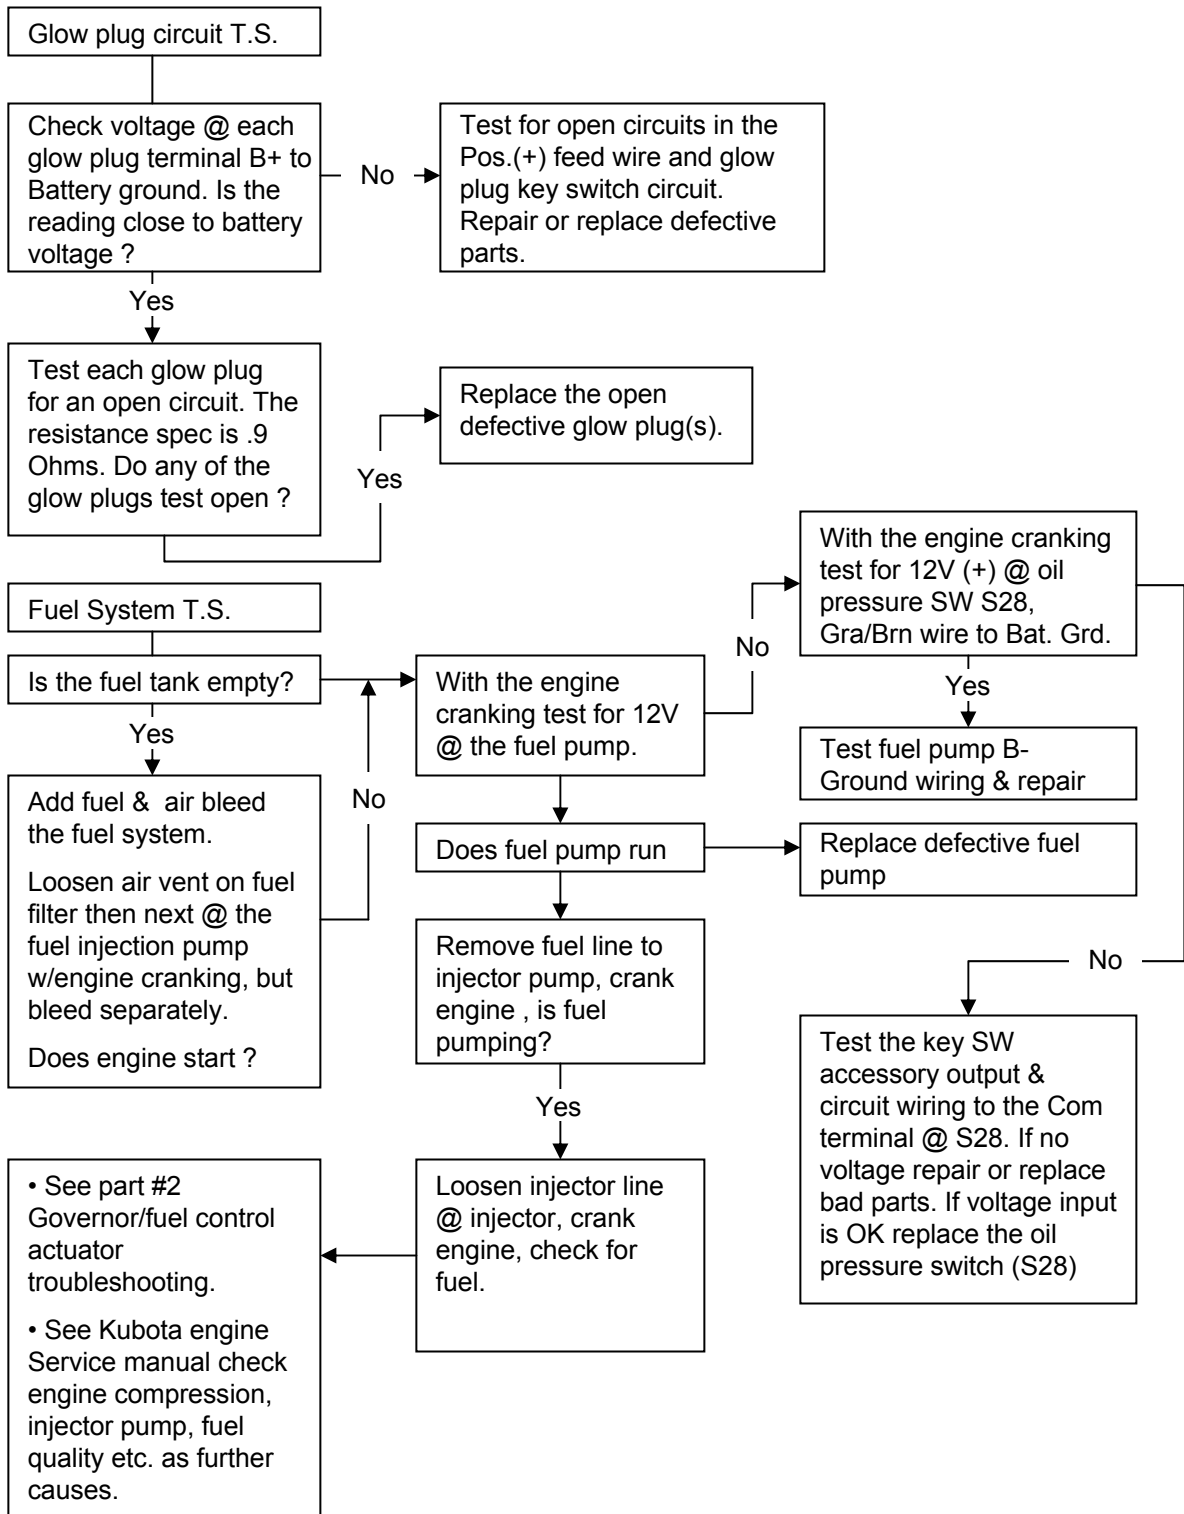 Glow plug circuit T.S.
Check voltage @ each
glow plug terminal B+ to
Battery ground. Is the
reading close to battery
voltage ?
No
Test for open circuits in the
Pos.(+) feed wire and glow
plug key switch circuit.
Repair or replace defective
parts.
Yes
Test each glow plug
for an open circuit. The
resistance spec is .9
Ohms. Do any of the
glow plugs test open ?
Yes
Replace the open
defective glow plug(s).
Fuel System T.S.
Is the fuel tank empty?
Yes
Add fuel &  air bleed
the fuel system.
Loosen air vent on fuel
filter then next @ the
fuel injection pump
w/engine cranking, but
bleed separately.
Does engine start ?
No
With the engine
cranking test for 12V
@ the fuel pump.
No
With the engine cranking
test for 12V (+) @ oil
pressure SW S28,
Gra/Brn wire to Bat. Grd.
Yes
Test fuel pump B-
Ground wiring & repair
Does fuel pump run
Replace defective fuel
pump
Remove fuel line to
injector pump, crank
engine , is fuel
pumping?
No
Test the key SW
accessory output &
circuit wiring to the Com
terminal @ S28. If no
voltage repair or replace
bad parts. If voltage input
is OK replace the oil
pressure switch (S28)
Yes
Loosen injector line
@ injector, crank
engine, check for
fuel.
• See part #2
Governor/fuel control
actuator
troubleshooting.
• See Kubota engine
Service manual check
engine compression,
injector pump, fuel
quality etc. as further
causes.